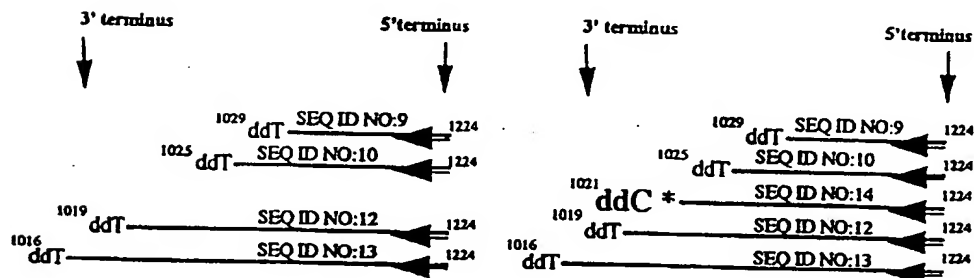 3' terminus 5'terminus
1029 ddT SEQ ID NO:9 1224
1025 ddT SEQ ID NO:10 1224
1019 ddT SEQ ID NO:12 1224
1016 ddT SEQ ID NO:13 1224
3' terminus 5'terminus
1029 ddT SEQ ID NO:9 1224
1025 ddT SEQ ID NO:10 1224
1021 ddC * SEQ ID NO:14 1224
1019 ddT SEQ ID NO:12 1224
1016 ddT SEQ ID NO:13 1224